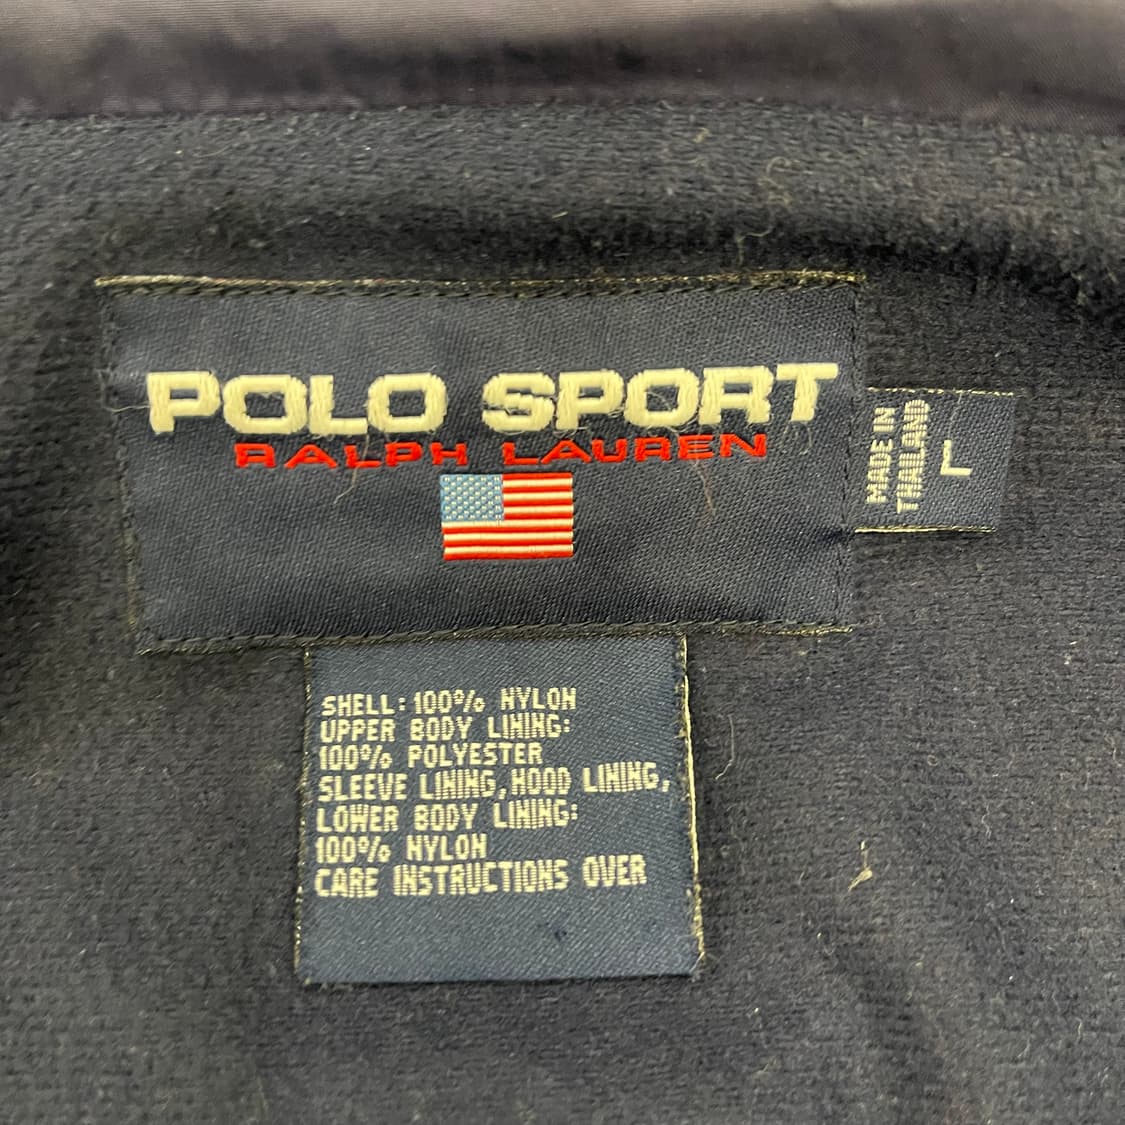 POLO SPORT
RALPH LAUREN
MADE IN
THAILAND
L
SHELL: 100% NYLON
UPPER BODY LINING:
100% POLYESTER
SLEEVE LINING, HOOD LINING,
LOWER BODY LINING:
100% NYLON
CARE INSTRUCTIONS OVER